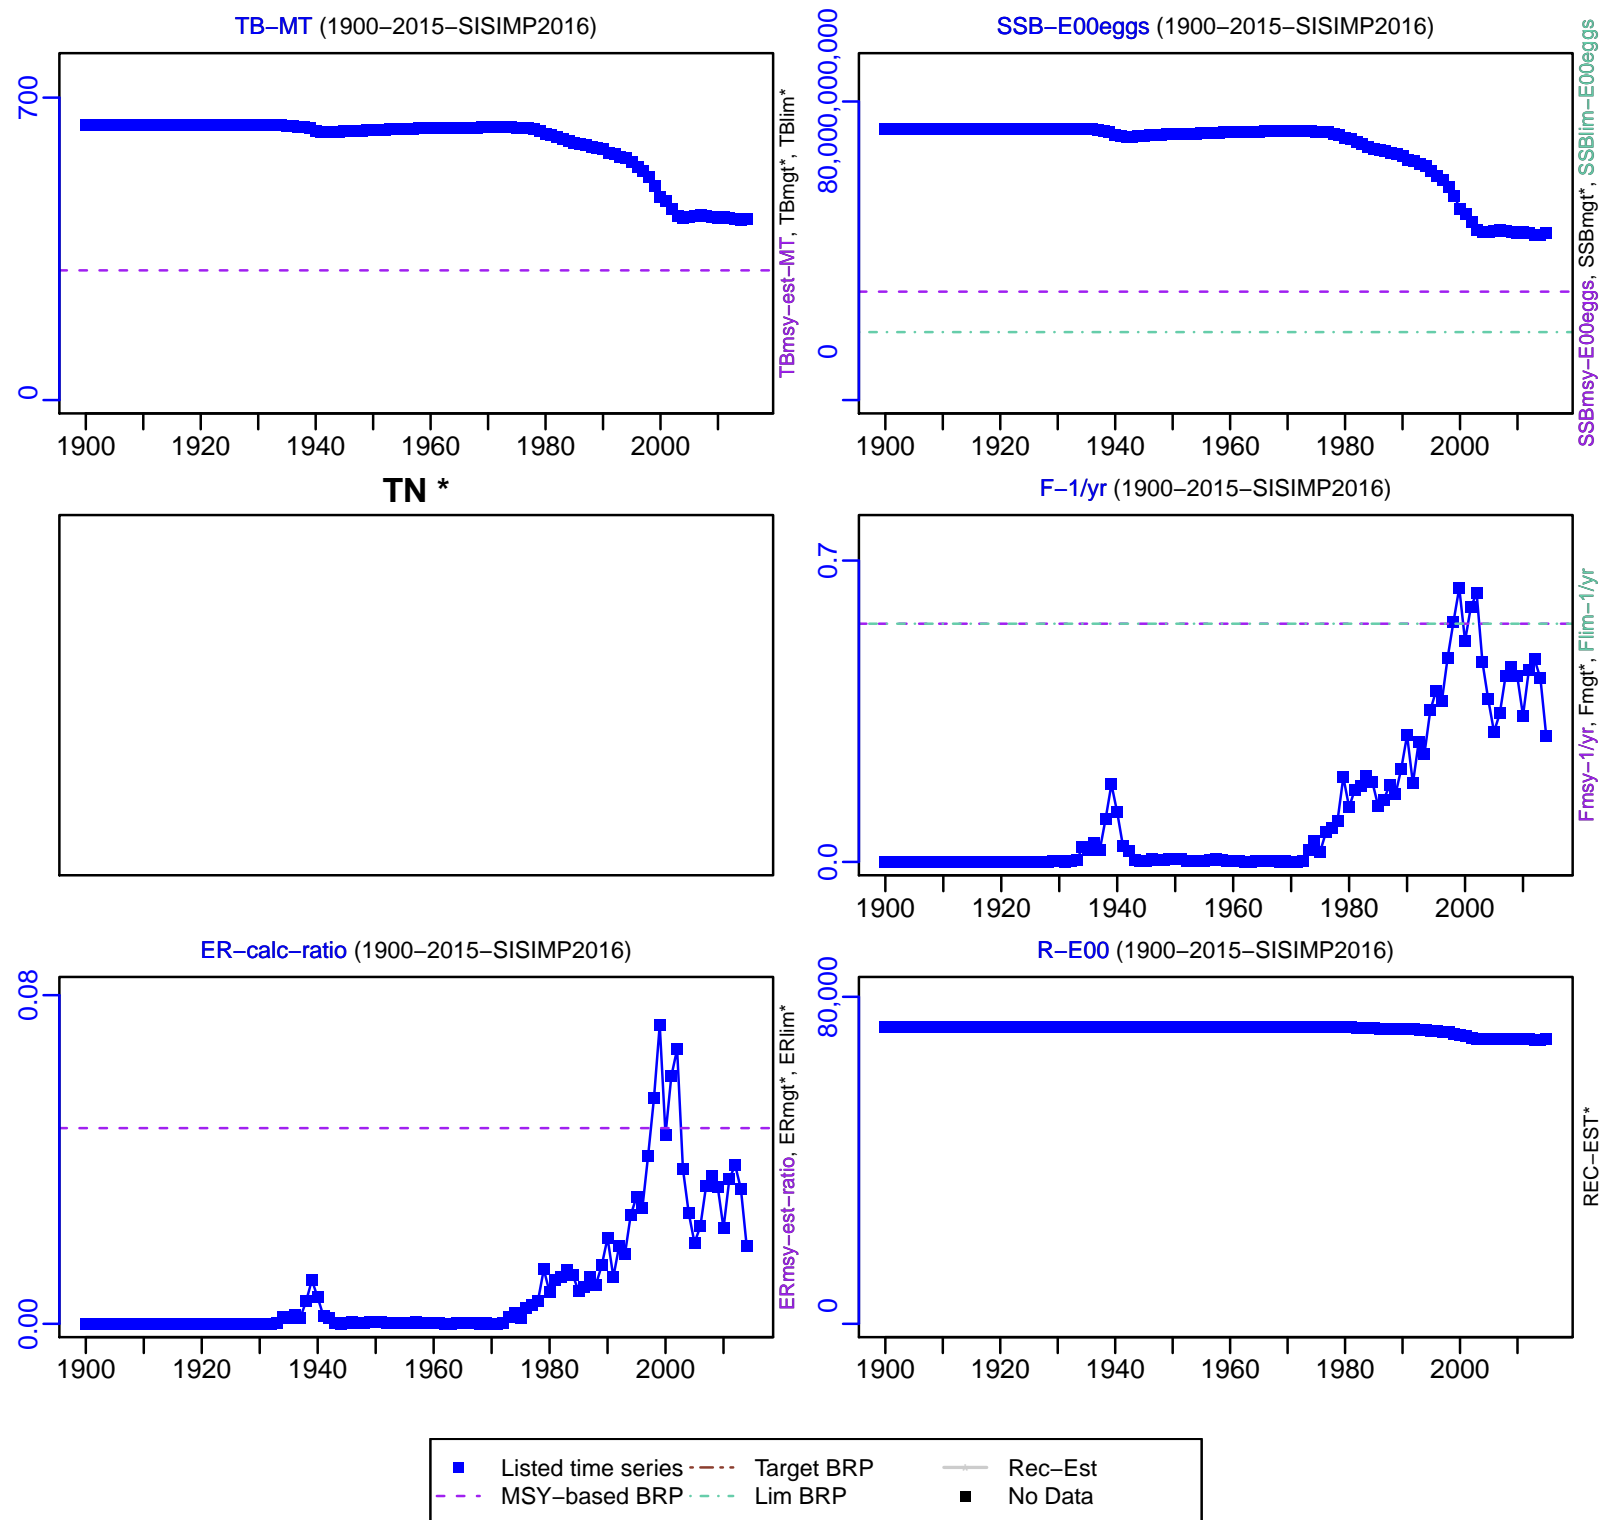 TB−MT (1900−2015−SISIMP2016)
700
0
1900 1920 1940 1960 1980 2000
TBmsy−est−MT, TBmgt*, TBlim*
SSB−E00eggs (1900−2015−SISIMP2016)
80,000,000
0
1900 1920 1940 1960 1980 2000
SSBmsy−E00eggs, SSBmgt*, SSBlim−E00eggs
TN *
F−1/yr (1900−2015−SISIMP2016)
0.7
0.0
1900 1920 1940 1960 1980 2000
Fmsy−1/yr, Fmgt*, Flim−1/yr
ER−calc−ratio (1900−2015−SISIMP2016)
0.08
0.00
1900 1920 1940 1960 1980 2000
ERmsy−est−ratio, ERmgt*, ERlim*
R−E00 (1900−2015−SISIMP2016)
80,000
0
1900 1920 1940 1960 1980 2000
REC−EST*
Listed time series Target BRP Rec−Est
MSY−based BRP Lim BRP No Data